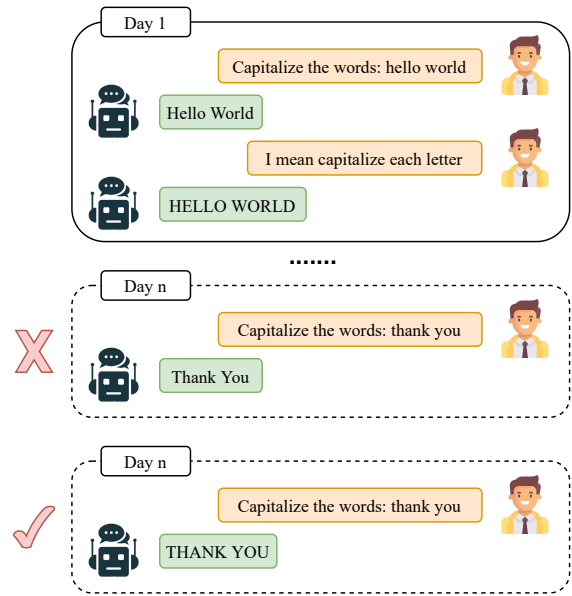 Day 1
Capitalize the words: hello world
Hello World
I mean capitalize each letter
HELLO WORLD
.......
Day n
Capitalize the words: thank you
Thank You
Day n
Capitalize the words: thank you
THANK YOU